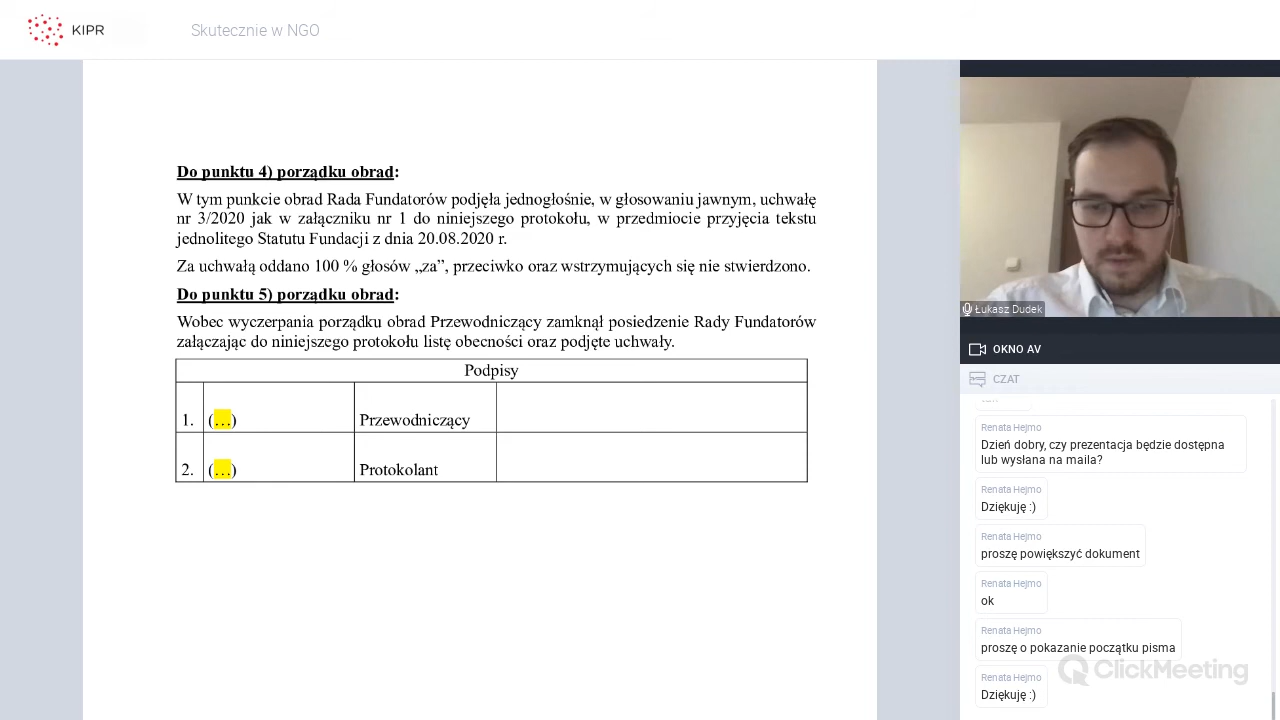 KIPR
Skutecznie w NGO
Do punktu 4) porządku obrad:
W tym punkcie obrad Rada Fundatorów podjęła jednogłośnie, w głosowaniu jawnym, uchwałę
nr 3/2020 jak w załączniku nr 1 do niniejszego protokołu, w przedmiocie przyjęcia tekstu
jednolitego Statutu Fundacji z dnia 20.08.2020 r.
Za uchwałą oddano 100 % głosów „za”, przeciwko oraz wstrzymujących się nie stwierdzono.
Do punktu 5) porządku obrad:
Wobec wyczerpania porządku obrad Przewodniczący zamknął posiedzenie Rady Fundatorów
załączając do niniejszego protokołu listę obecności oraz podjęte uchwały.
Podpisy
1. (…) Przewodniczący
2. (…) Protokolant
Łukasz Dudek
OKNO AV
CZAT
Renata Hejmo
Dzień dobry, czy prezentacja będzie dostępna
lub wysłana na maila?
Renata Hejmo
Dziękuję :)
Renata Hejmo
proszę powiększyć dokument
Renata Hejmo
ok
Renata Hejmo
proszę o pokazanie początku pisma
Renata Hejmo
Dziękuję :)
ClickMeeting